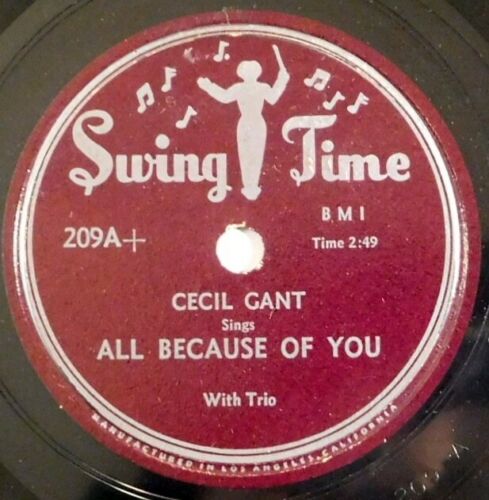 Swing Time
BMI
209A+
Time 2:49
CECIL GANT
Sings
ALL BECAUSE OF YOU
With Trio
MANUFACTURED IN LOS ANGELES, CALIFORNIA